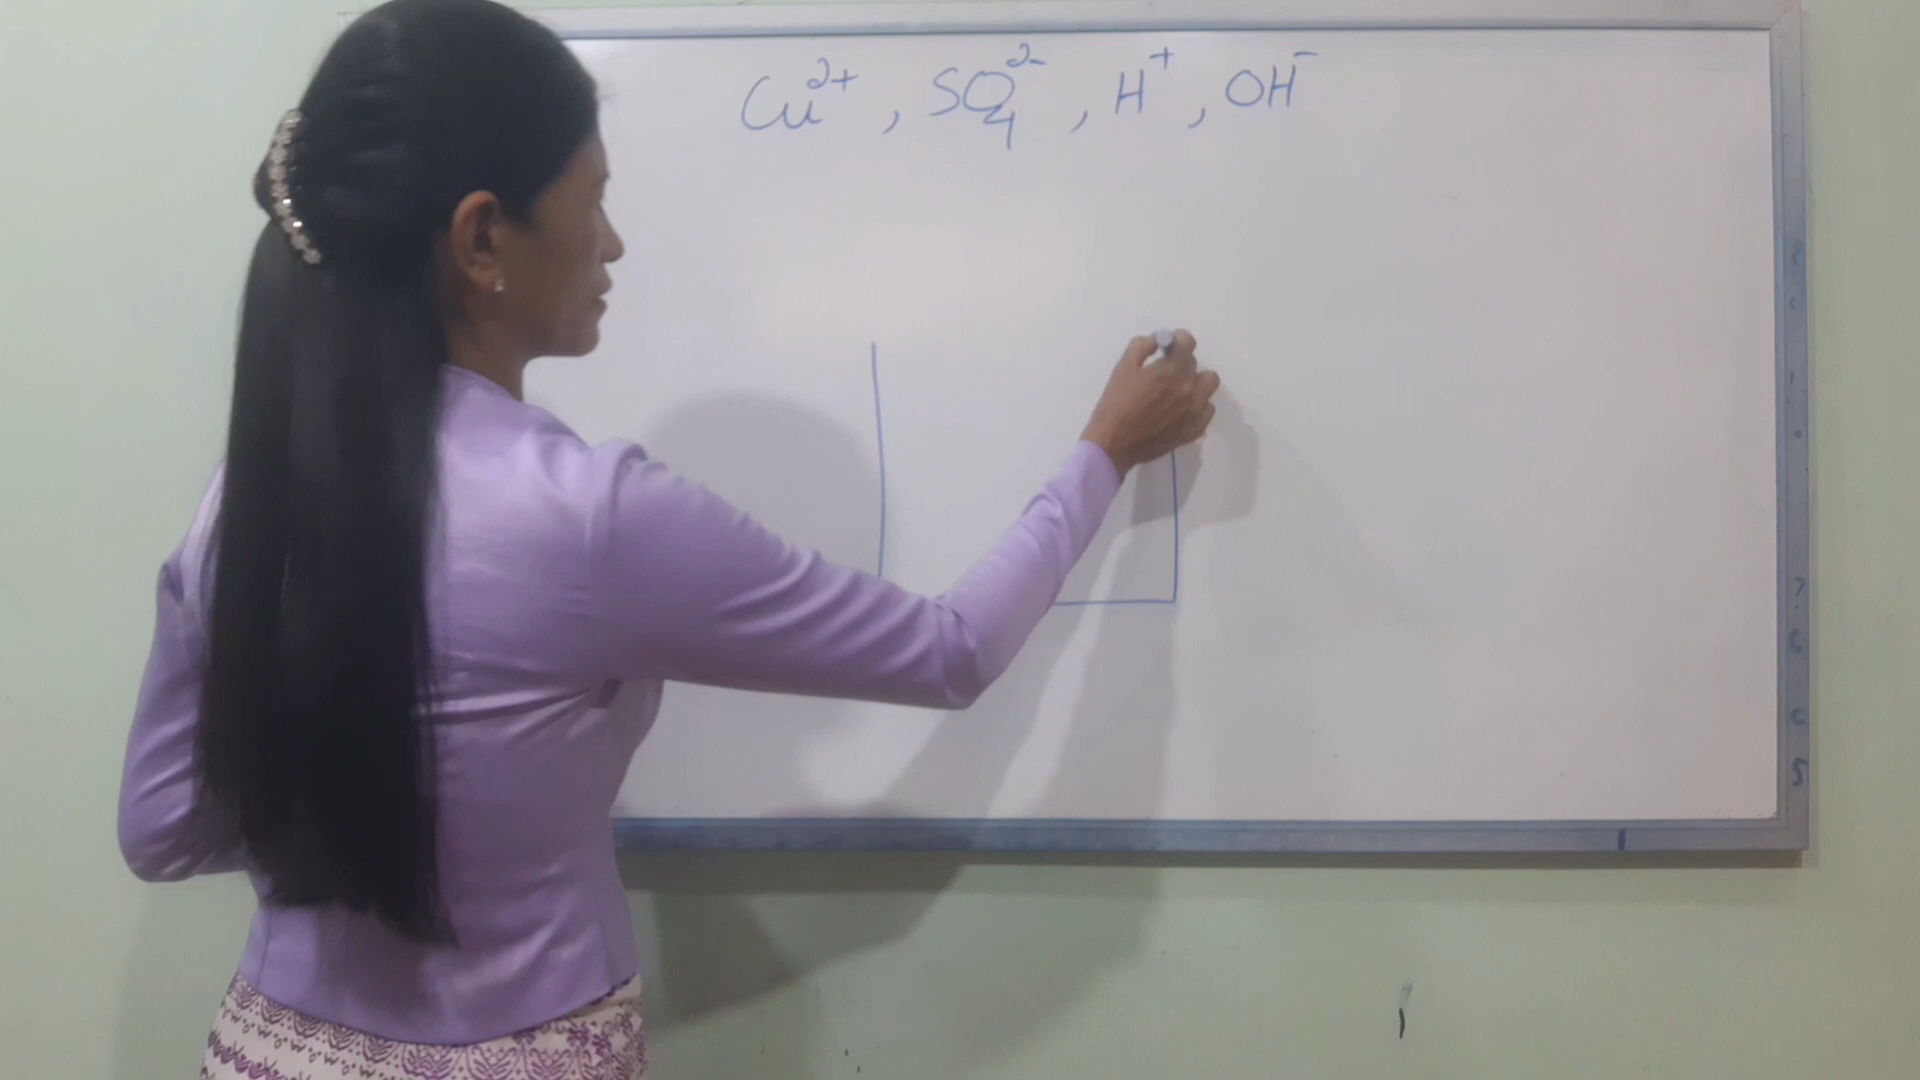 Cu²⁺, SO₄²⁻, H⁺, OH⁻